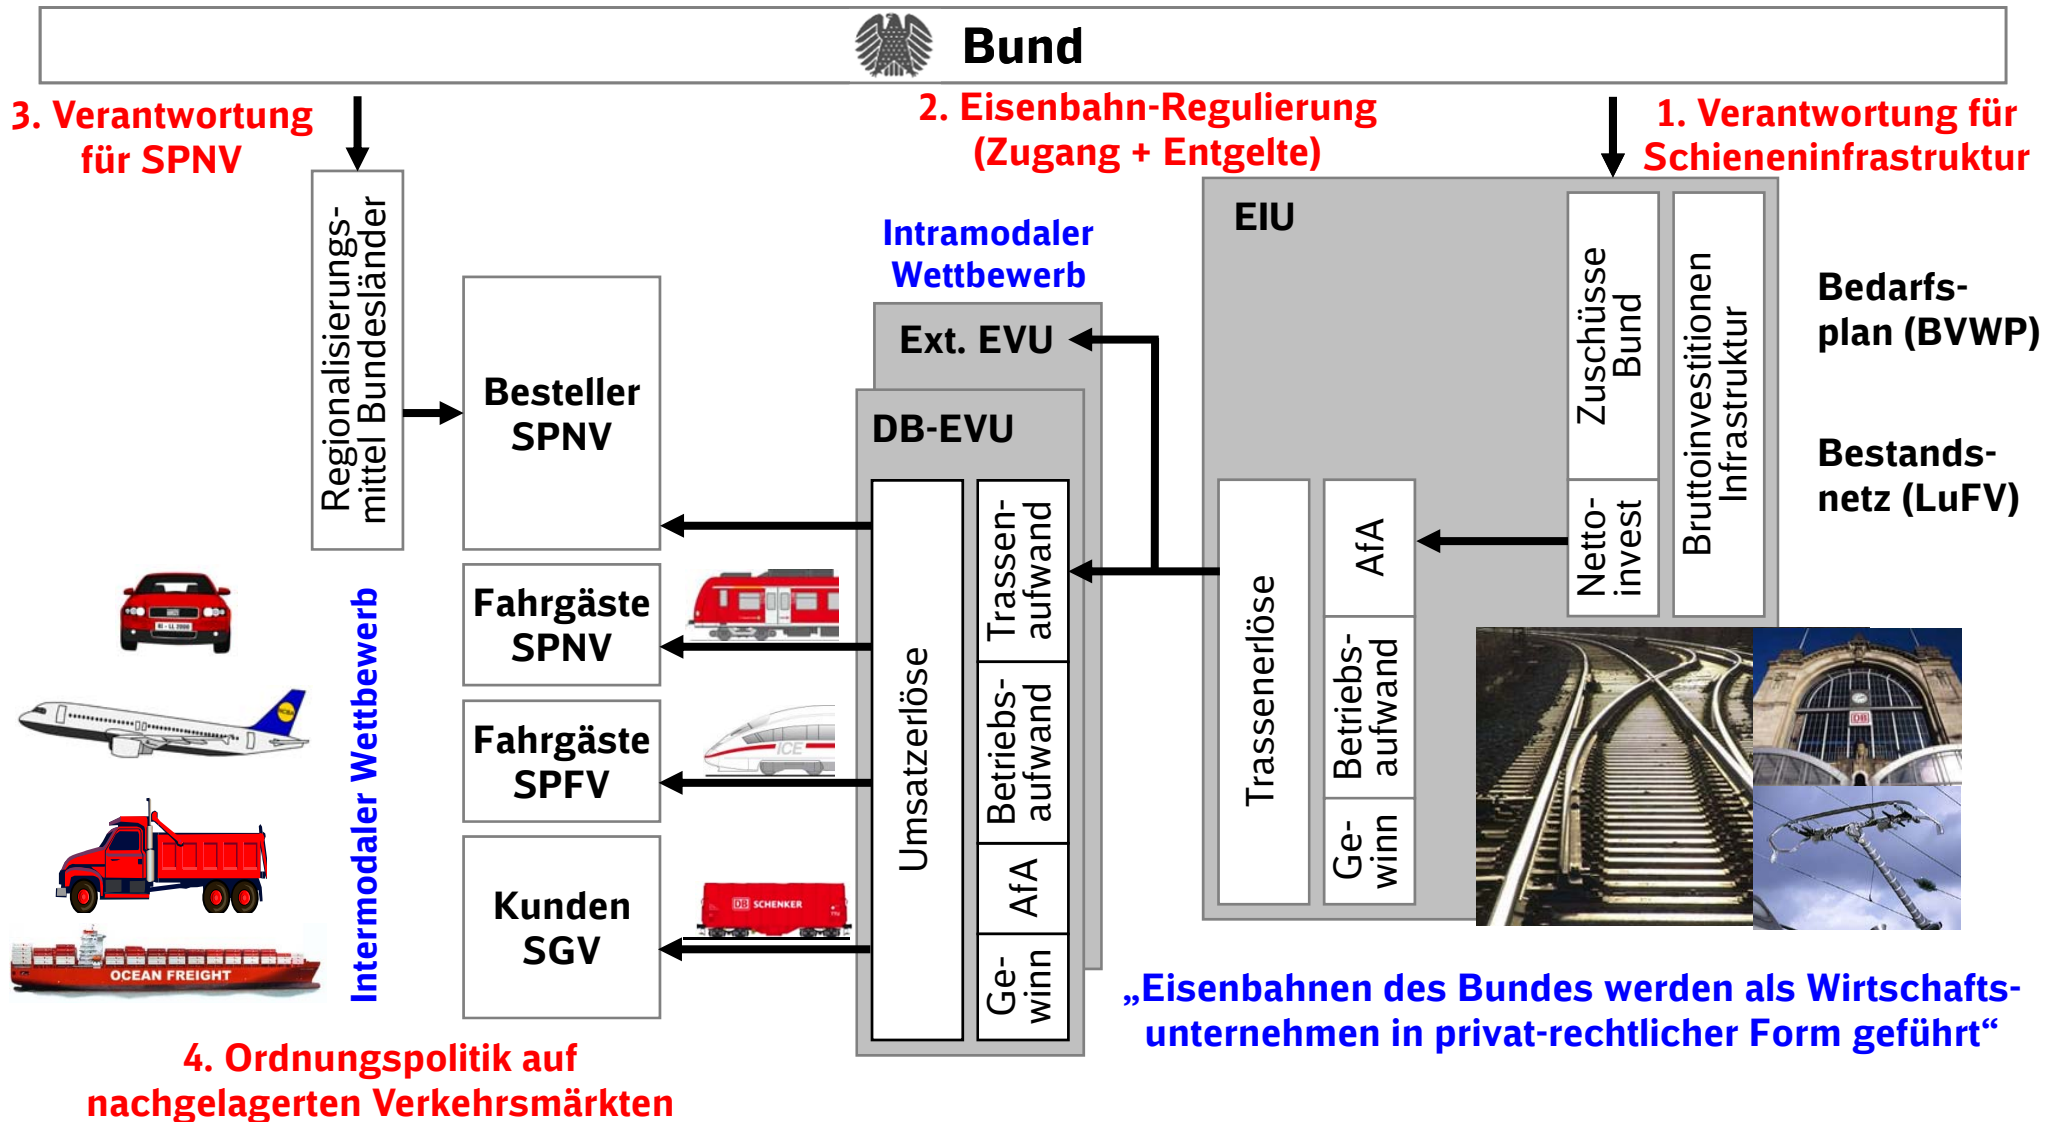 Bund
3. Verantwortung
für SPNV
2. Eisenbahn-Regulierung
(Zugang + Entgelte)
1. Verantwortung für
Schieneninfrastruktur
Regionalisierungs-
mittel Bundesländer
Besteller
SPNV
Fahrgäste
SPNV
Fahrgäste
SPFV
Kunden
SGV
Intermodaler Wettbewerb
OCEAN FREIGHT
ICE
DB SCHENKER
Intramodaler
Wettbewerb
Ext. EVU
DB-EVU
Umsatzerlöse
Trassen-
aufwand
Betriebs-
aufwand
AfA
Ge-
winn
EIU
Trassenerlöse
AfA
Betriebs-
aufwand
Ge-
winn
Zuschüsse
Bund
Netto-
invest
Bruttoinvestitionen
Infrastruktur
Bedarfs-
plan (BVWP)
Bestands-
netz (LuFV)
DB
„Eisenbahnen des Bundes werden als Wirtschafts-
unternehmen in privat-rechtlicher Form geführt“
4. Ordnungspolitik auf
nachgelagerten Verkehrsmärkten